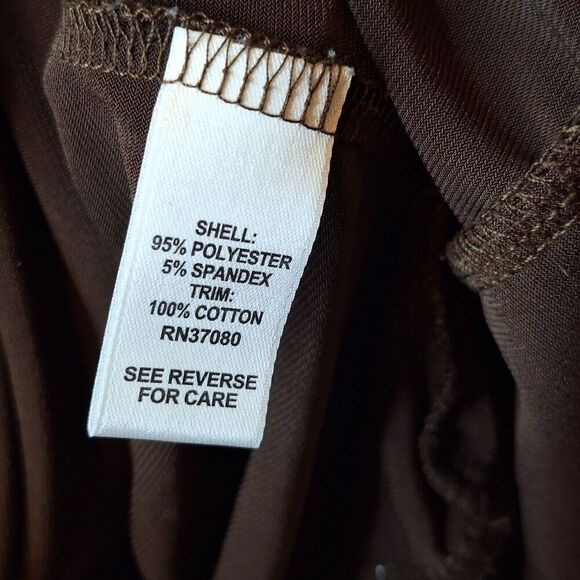 SHELL:
95% POLYESTER
5% SPANDEX
TRIM:
100% COTTON
RN37080
SEE REVERSE
FOR CARE